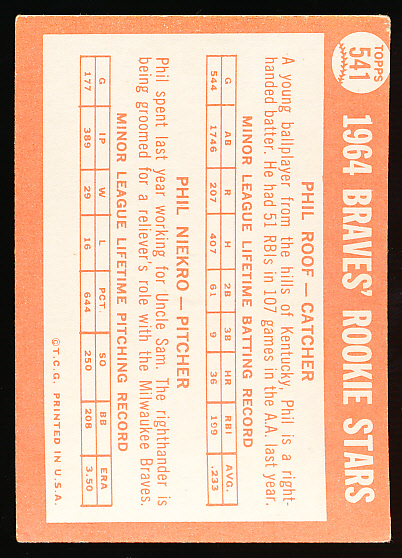 TOPPS
541
1964 BRAVES' ROOKIE STARS
PHIL ROOF—CATCHER
A young ballplayer from the hills of Kentucky, Phil is a right-
handed batter. He had 51 RBIs in 107 games in the A.A. last year.
MINOR LEAGUE LIFETIME BATTING RECORD
G AB R H 2B 3B HR RBI AVG.
544 1746 207 407 61 9 36 199 .233
PHIL NIEKRO—PITCHER
Phil spent last year working for Uncle Sam. The righthander is
being groomed for a reliever's role with the Milwaukee Braves.
MINOR LEAGUE LIFETIME PITCHING RECORD
G IP W L PCT. SO BB ERA
177 389 29 16 644 250 208 3.50
©T.C.G. PRINTED IN U.S.A.